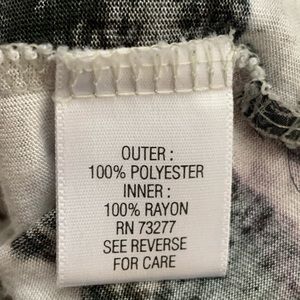 OUTER :
100% POLYESTER
INNER :
100% RAYON
RN 73277
SEE REVERSE
FOR CARE